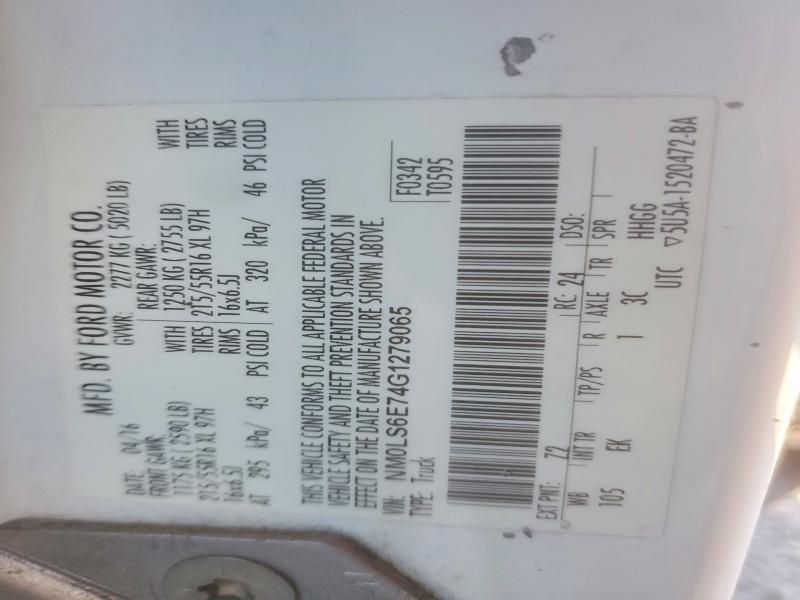 MFD. BY FORD MOTOR CO.
DATE: 04/16 GVWR: 2277 KG ( 5020 LB)
FRONT GAWR: REAR GAWR:
1175 KG ( 2590 LB) WITH 1250 KG ( 2755 LB) WITH
215/55R16 XL 97H TIRES 215/55R16 XL 97H TIRES
16x6.5J RIMS 16x6.5J RIMS
AT 295 kPa/ 43 PSI COLD AT 320 kPa/ 46 PSI COLD
THIS VEHICLE CONFORMS TO ALL APPLICABLE FEDERAL MOTOR
VEHICLE SAFETY AND THEFT PREVENTION STANDARDS IN
EFFECT ON THE DATE OF MANUFACTURE SHOWN ABOVE.
VIN: NM0LS6E74G1279065 F0342
TYPE: Truck T0595
EXT PNT: Z2 RC: 24 DSO:
WB INT TR TP/PS R AXLE TR SPR
105 EK 1 3C HHGG
UTC ▽5U5A-1520472-BA